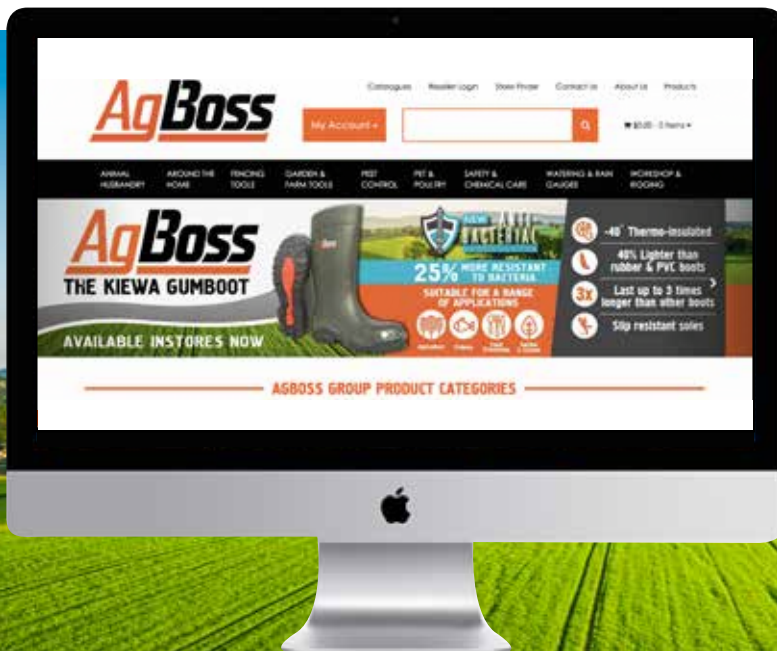 AgBoss
Catalogues Reseller Login Store Finder Contact Us About Us Products
My Account
$0.00 - 0 items
ANIMAL HUSBANDRY
AROUND THE HOME
FENCING TOOLS
GARDEN & FARM TOOLS
PEST CONTROL
PET & POULTRY
SAFETY & CHEMICAL CARE
WATERING & RAIN GAUGES
WORKSHOP & RIGGING
AgBoss
THE KIEWA GUMBOOT
AVAILABLE INSTORES NOW
NEW ANTI
BACTERIAL
25% MORE RESISTANT
TO BACTERIA
SUITABLE FOR A RANGE
OF APPLICATIONS
-40° Thermo-insulated
40% Lighter than
rubber & PVC boots
3x
Last up to 3 times
longer than other boots
Slip resistant soles
AGBOSS GROUP PRODUCT CATEGORIES